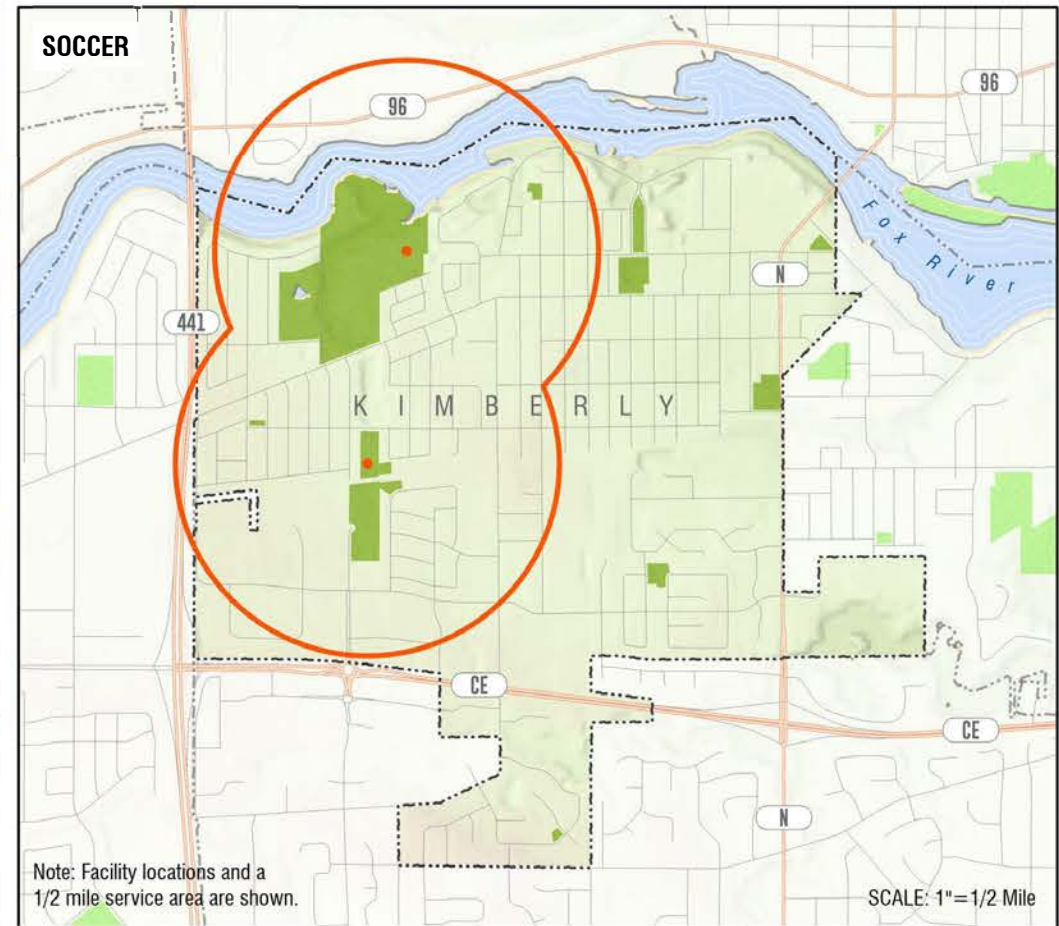 SOCCER
96
96
Fox River
N
441
KIMBERLY
CE
CE
N
Note: Facility locations and a
1/2 mile service area are shown.
SCALE: 1"=1/2 Mile